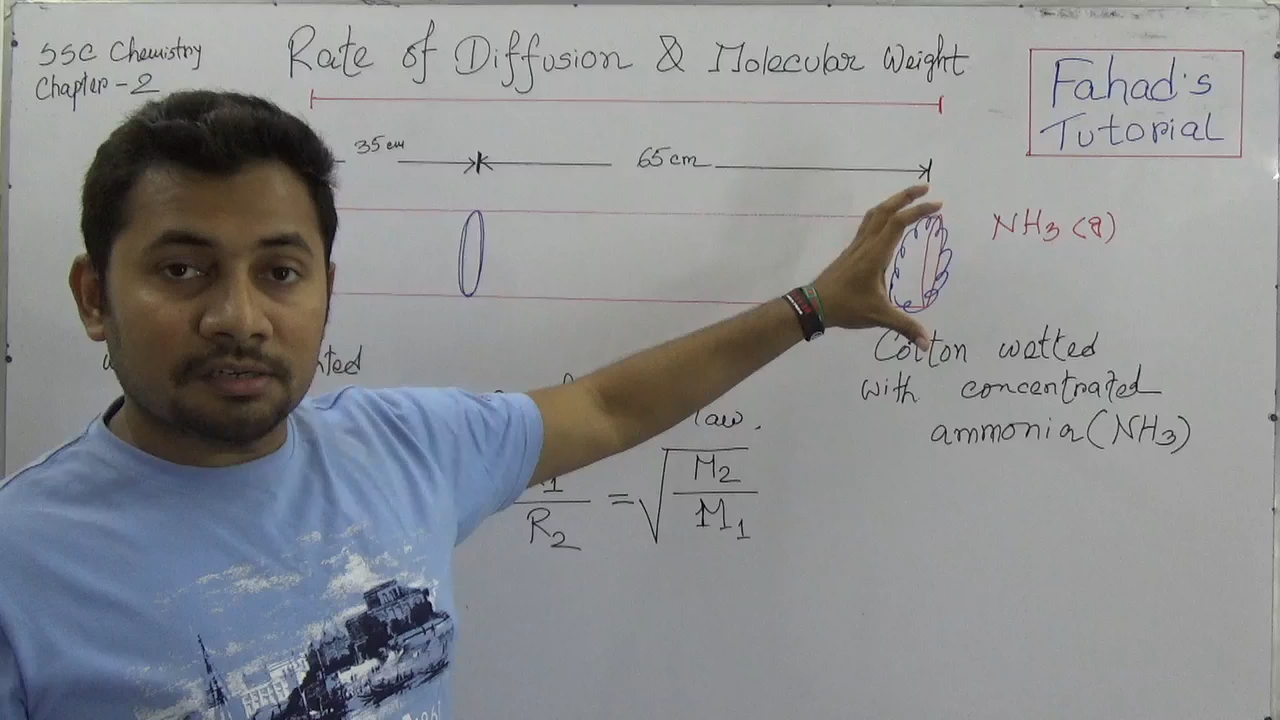 SSC Chemistry
Chapter - 2
Rate of Diffusion & Molecular Weight
Fahad's
Tutorial
35 cm
65 cm
NH3 (g)
Cotton wetted
with concentrated
ammonia (NH3)
law.
R2
=
√
M2
M1